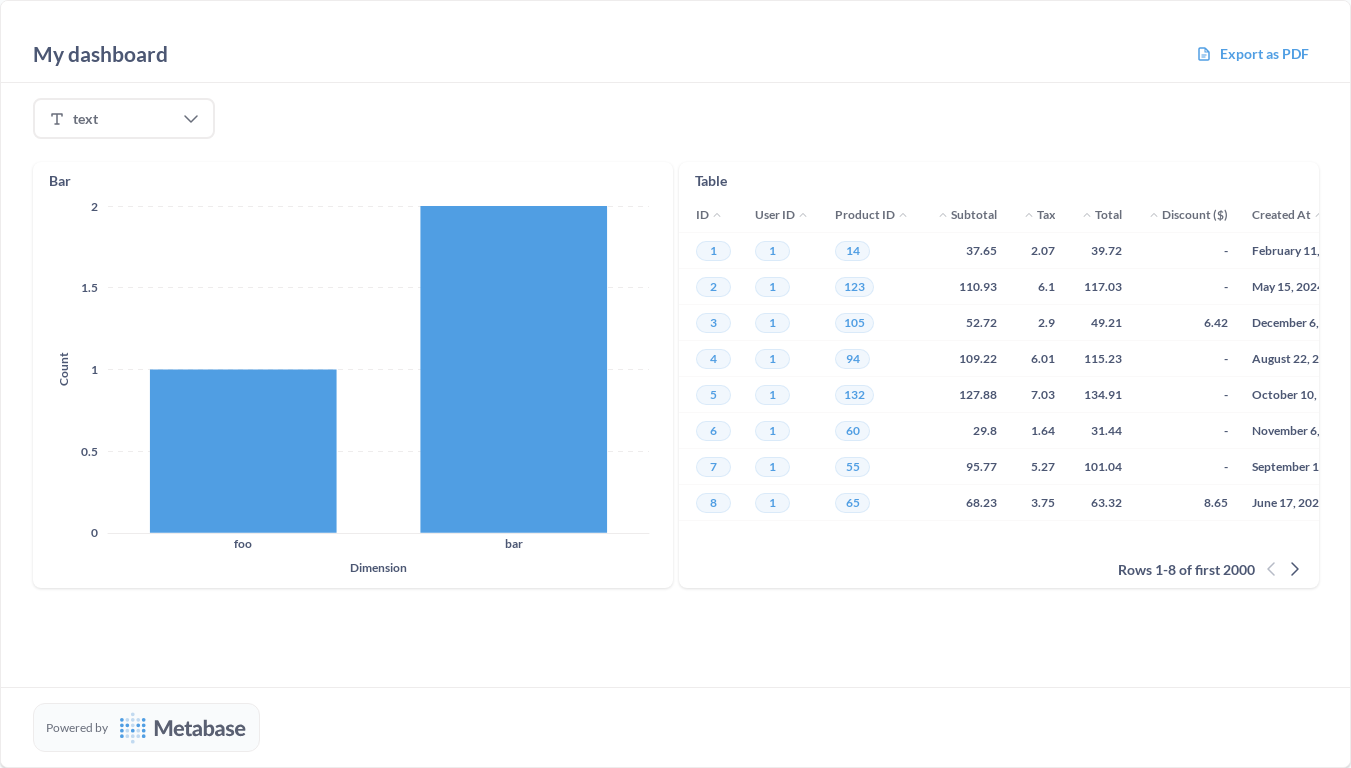 My dashboard
Export as PDF
text
Bar
2
1.5
1
0.5
0
Count
foo bar
Dimension
Table
ID User ID Product ID Subtotal Tax Total Discount ($) Created At
1 1 14 37.65 2.07 39.72 - February 11,
2 1 123 110.93 6.1 117.03 - May 15, 2024
3 1 105 52.72 2.9 49.21 6.42 December 6,
4 1 94 109.22 6.01 115.23 - August 22, 2
5 1 132 127.88 7.03 134.91 - October 10,
6 1 60 29.8 1.64 31.44 - November 6,
7 1 55 95.77 5.27 101.04 - September 1
8 1 65 68.23 3.75 63.32 8.65 June 17, 202
Rows 1-8 of first 2000
Powered by Metabase